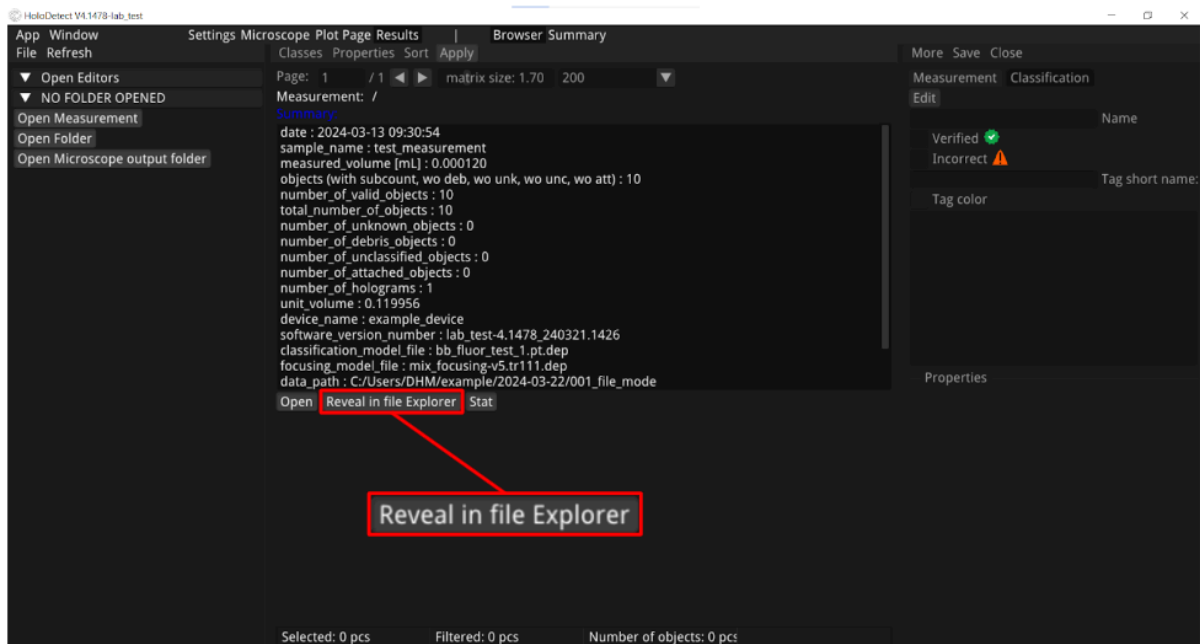 HoloDetect V4.1478-lab_test
App Window Settings Microscope Plot Page Results | Browser Summary
File Refresh
Classes Properties Sort Apply
More Save Close
▼ Open Editors
▼ NO FOLDER OPENED
Open Measurement
Open Folder
Open Microscope output folder
Page: 1 / 1 ◀ ▶ matrix size: 1.70 200 ▼
Measurement: /
Summary:
date : 2024-03-13 09:30:54
sample_name : test_measurement
measured_volume [mL] : 0.000120
objects (with subcount, wo deb, wo unk, wo unc, wo att) : 10
number_of_valid_objects : 10
total_number_of_objects : 10
number_of_unknown_objects : 0
number_of_debris_objects : 0
number_of_unclassified_objects : 0
number_of_attached_objects : 0
number_of_holograms : 1
unit_volume : 0.119956
device_name : example_device
software_version_number : lab_test-4.1478_240321.1426
classification_model_file : bb_fluor_test_1.pt.dep
focusing_model_file : mix_focusing-v5.tr111.dep
data_path : C:/Users/DHM/example/2024-03-22/001_file_mode
Open Reveal in file Explorer Stat
Reveal in file Explorer
Measurement Classification
Edit
Name
Verified
Incorrect
Tag short name:
Tag color
Properties
Selected: 0 pcs Filtered: 0 pcs Number of objects: 0 pcs